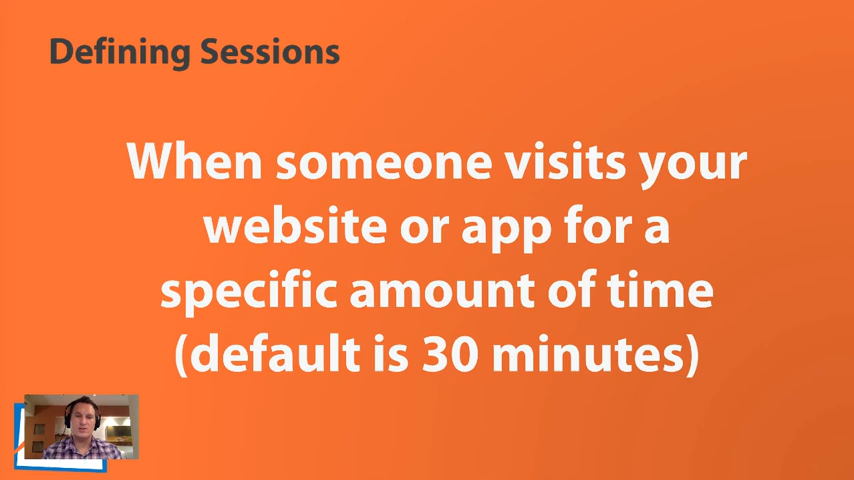 Defining Sessions
When someone visits your
website or app for a
specific amount of time
(default is 30 minutes)